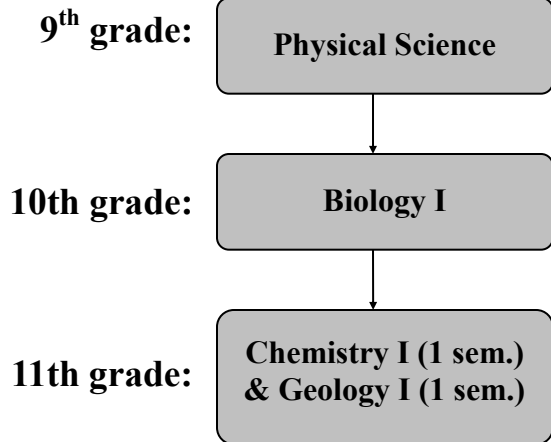 9th grade:
Physical Science
10th grade:
Biology I
11th grade:
Chemistry I (1 sem.)
& Geology I (1 sem.)